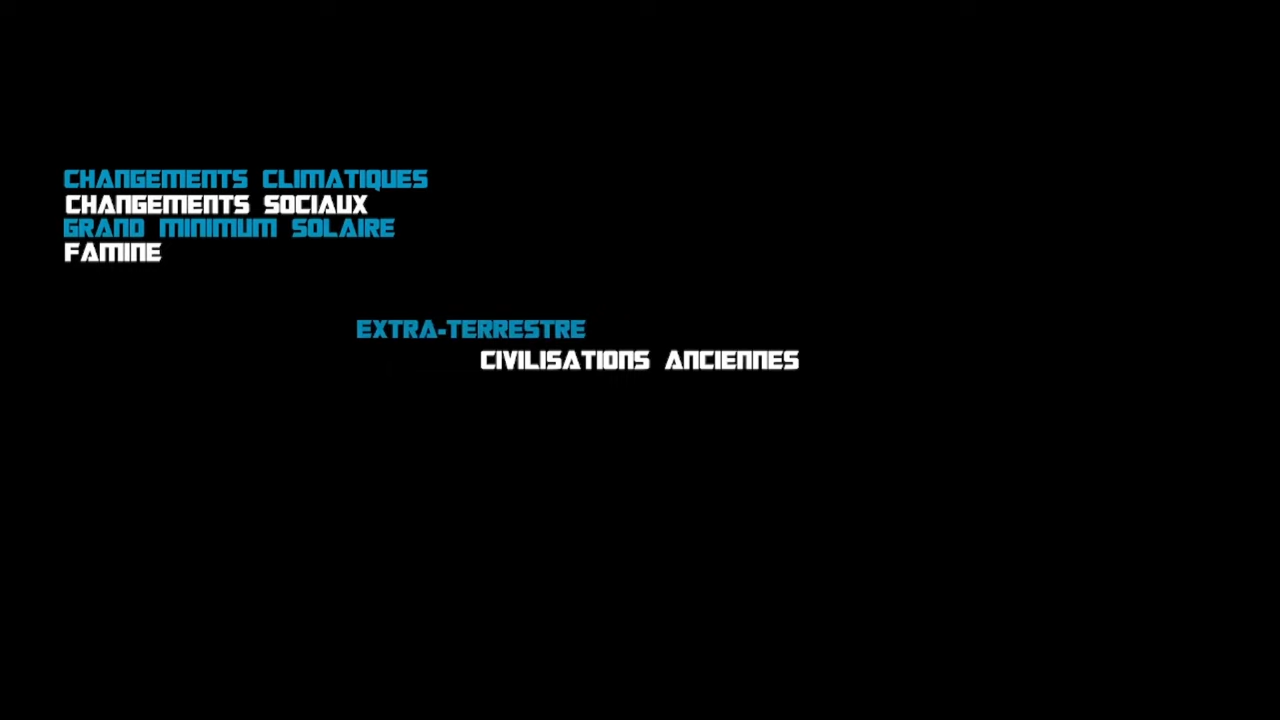 CHANGEMENTS CLIMATIQUES
CHANGEMENTS SOCIAUX
GRAND MINIMUM SOLAIRE
FAMINE
EXTRA-TERRESTRE
CIVILISATIONS ANCIENNES